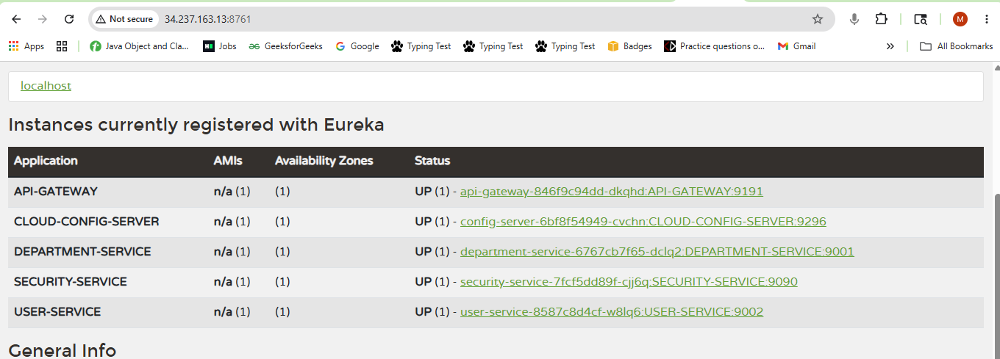 Not secure 34.237.163.13:8761 M
Apps Java Object and Cla... Jobs GeeksforGeeks Google Typing Test Typing Test Typing Test Badges Practice questions o... Gmail » All Bookmarks
localhost
Instances currently registered with Eureka
Application AMIs Availability Zones Status
API-GATEWAY n/a (1) (1) UP (1) - api-gateway-846f9c94dd-dkqhd:API-GATEWAY:9191
CLOUD-CONFIG-SERVER n/a (1) (1) UP (1) - config-server-6bf8f54949-cvchn:CLOUD-CONFIG-SERVER:9296
DEPARTMENT-SERVICE n/a (1) (1) UP (1) - department-service-6767cb7f65-dclq2:DEPARTMENT-SERVICE:9001
SECURITY-SERVICE n/a (1) (1) UP (1) - security-service-7fcf5dd89f-cjj6q:SECURITY-SERVICE:9090
USER-SERVICE n/a (1) (1) UP (1) - user-service-8587c8d4cf-w8lq6:USER-SERVICE:9002
General Info